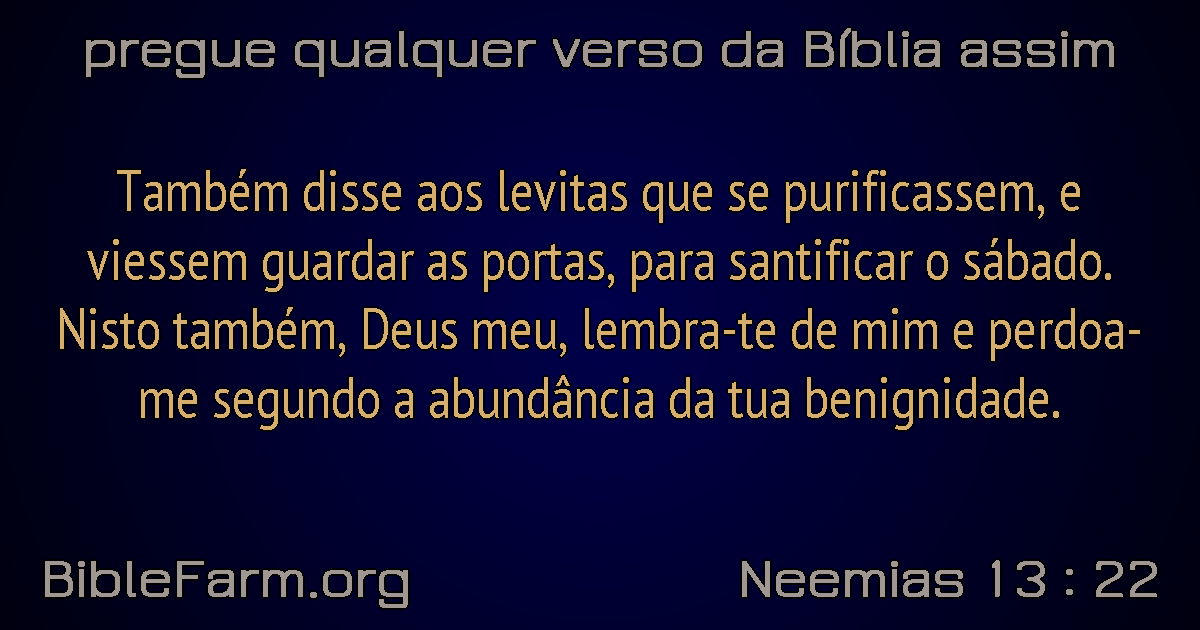 pregue qualquer verso da Bíblia assim
Também disse aos levitas que se purificassem, e
viessem guardar as portas, para santificar o sábado.
Nisto também, Deus meu, lembra-te de mim e perdoa-
me segundo a abundância da tua benignidade.
BibleFarm.org
Neemias 13 : 22